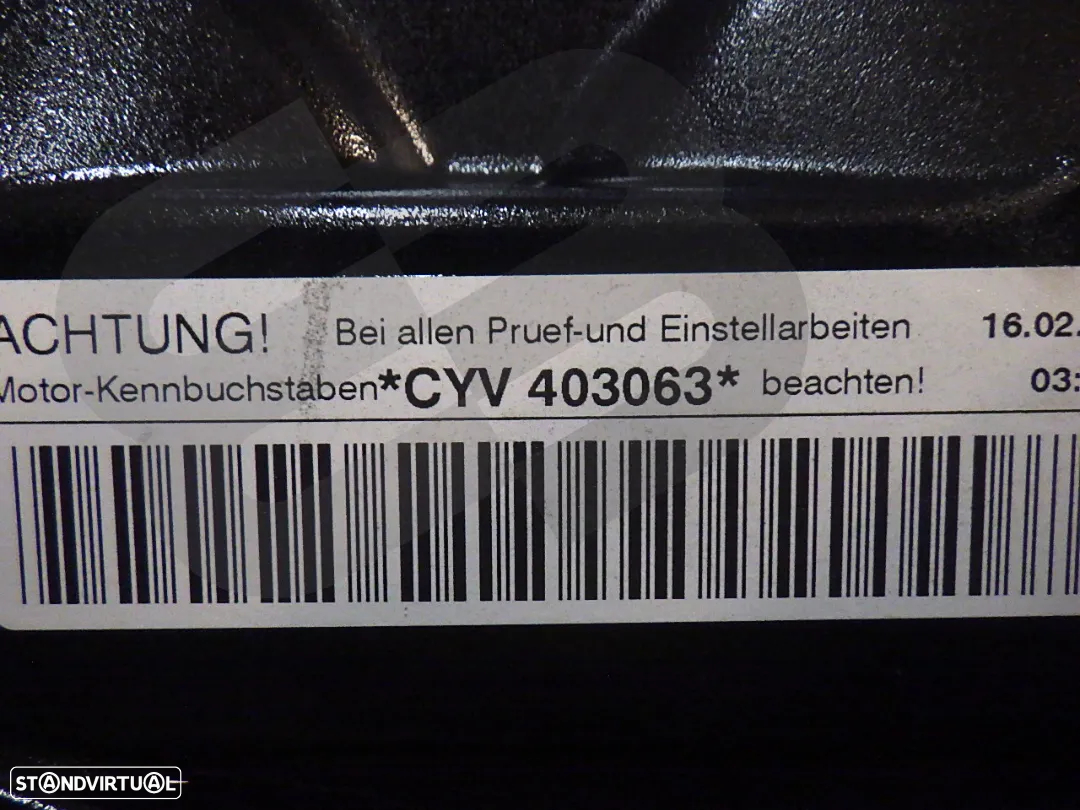 ACHTUNG! Bei allen Pruef-und Einstellarbeiten 16.02.
Motor-Kennbuchstaben*CYV 403063* beachten! 03:
STANDVIRTUAL